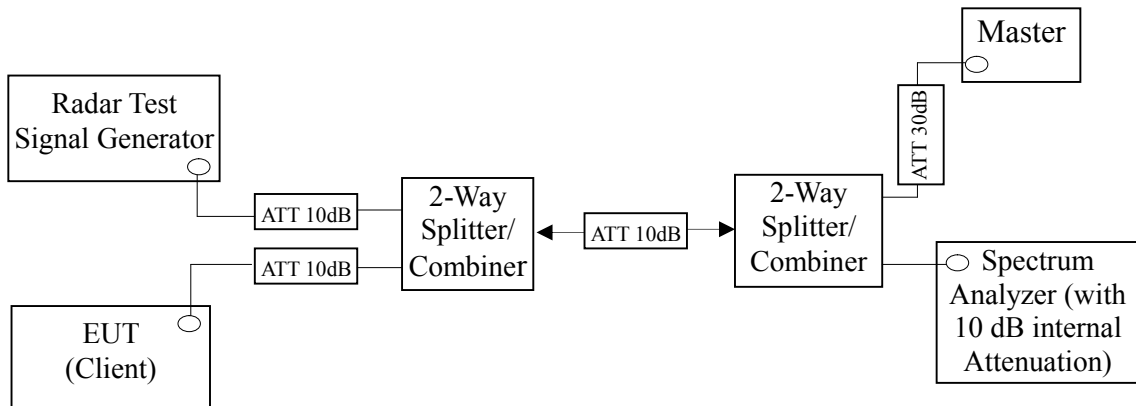 Radar Test
Signal Generator
ATT 10dB
ATT 10dB
EUT
(Client)
2-Way
Splitter/
Combiner
ATT 10dB
2-Way
Splitter/
Combiner
ATT 30dB
Master
Spectrum
Analyzer (with
10 dB internal
Attenuation)